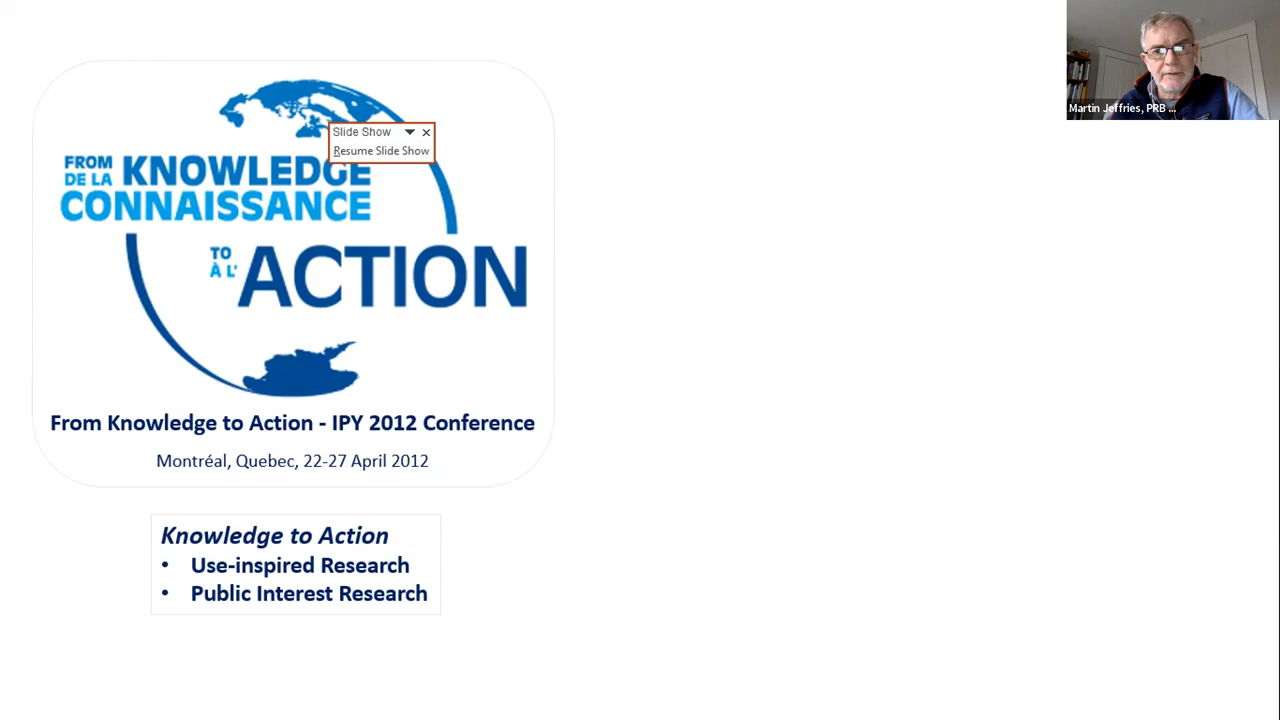 FROM
DE LA
KNOWLEDGE
CONNAISSANCE
TO
À L'
ACTION
Slide Show
Resume Slide Show
From Knowledge to Action - IPY 2012 Conference
Montréal, Quebec, 22-27 April 2012
Knowledge to Action
• Use-inspired Research
• Public Interest Research
Martin Jeffries, PRB ...